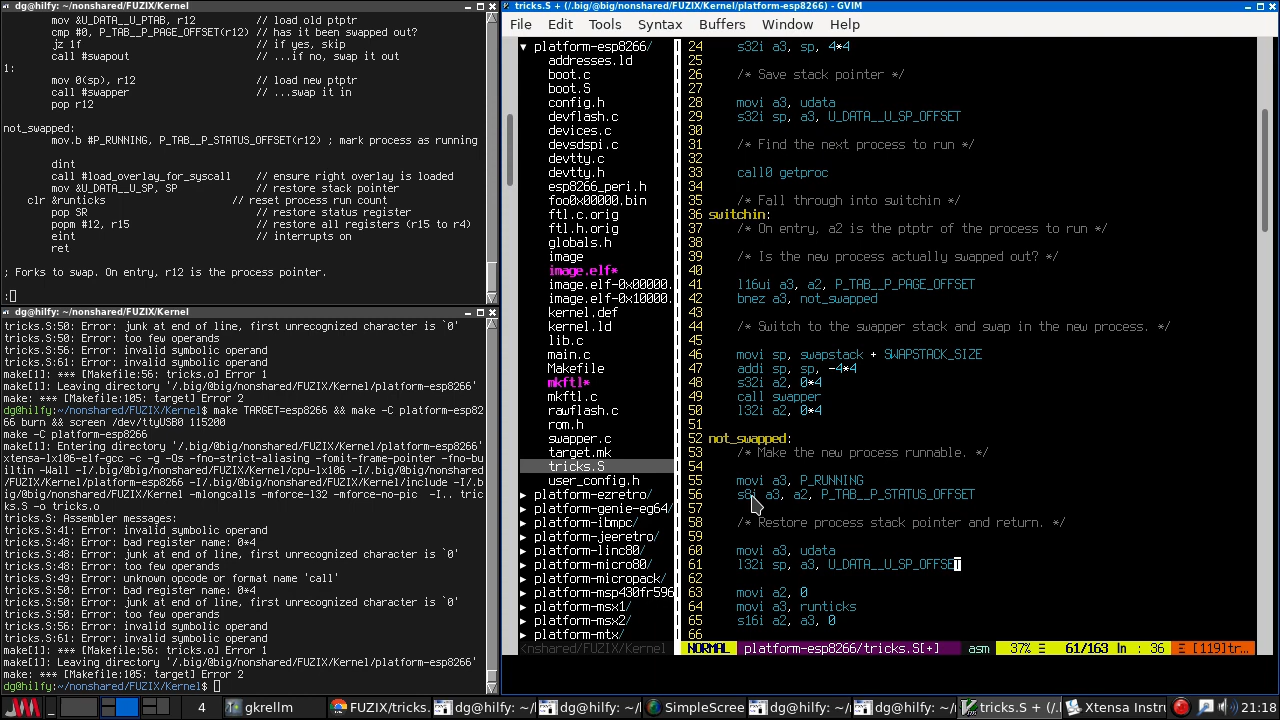 dg@hilfy: ~/nonshared/FUZIX/Kernel
mov &U_DATA__U_PTAB, r12 // load old ptptr
cmp #0, P_TAB__P_PAGE_OFFSET(r12) // has it been swapped out?
jz 1f // if yes, skip
call #swapout // ...if no, swap it out
1:
mov 0(sp), r12 // load new ptptr
call #swapper // ...swap it in
pop r12
not_swapped:
mov.b #P_RUNNING, P_TAB__P_STATUS_OFFSET(r12) ; mark process as running
dint
call #load_overlay_for_syscall // ensure right overlay is loaded
mov &U_DATA__U_SP, SP // restore stack pointer
clr &runticks // reset process run count
pop SR // restore status register
popm #12, r15 // restore all registers (r15 to r4)
eint // interrupts on
ret
; Forks to swap. On entry, r12 is the process pointer.
:
dg@hilfy: ~/nonshared/FUZIX/Kernel
tricks.S:50: Error: junk at end of line, first unrecognized character is `0'
tricks.S:50: Error: too few operands
tricks.S:56: Error: invalid symbolic operand
tricks.S:61: Error: invalid symbolic operand
make[1]: *** [Makefile:56: tricks.o] Error 1
make[1]: Leaving directory '/.big/@big/nonshared/FUZIX/Kernel/platform-esp8266'
make: *** [Makefile:105: target] Error 2
dg@hilfy:~/nonshared/FUZIX/Kernel$ make TARGET=esp8266 && make -C platform-esp82
66 burn && screen /dev/ttyUSB0 115200
make -C platform-esp8266
make[1]: Entering directory '/.big/@big/nonshared/FUZIX/Kernel/platform-esp8266'
xtensa-lx106-elf-gcc -c -g -Os -fno-strict-aliasing -fomit-frame-pointer -fno-bu
iltin -Wall -I/.big/@big/nonshared/FUZIX/Kernel/cpu-lx106 -I/.big/@big/nonshared
/FUZIX/Kernel/platform-esp8266 -I/.big/@big/nonshared/FUZIX/Kernel/include -I/.b
ig/@big/nonshared/FUZIX/Kernel -mlongcalls -mforce-l32 -mforce-no-pic -I.. trick
s.S -o tricks.o
tricks.S: Assembler messages:
tricks.S:41: Error: invalid symbolic operand
tricks.S:48: Error: bad register name: 0*4
tricks.S:48: Error: junk at end of line, first unrecognized character is `0'
tricks.S:48: Error: too few operands
tricks.S:49: Error: unknown opcode or format name 'call'
tricks.S:50: Error: bad register name: 0*4
tricks.S:50: Error: junk at end of line, first unrecognized character is `0'
tricks.S:50: Error: too few operands
tricks.S:56: Error: invalid symbolic operand
tricks.S:61: Error: invalid symbolic operand
make[1]: *** [Makefile:56: tricks.o] Error 1
make[1]: Leaving directory '/.big/@big/nonshared/FUZIX/Kernel/platform-esp8266'
make: *** [Makefile:105: target] Error 2
dg@hilfy:~/nonshared/FUZIX/Kernel$
tricks.S + (/.big/@big/nonshared/FUZIX/Kernel/platform-esp8266) - GVIM
File Edit Tools Syntax Buffers Window Help
▼ platform-esp8266/
addresses.ld
boot.c
boot.S
config.h
devflash.c
devices.c
devsdspi.c
devtty.c
devtty.h
esp8266_peri.h
foo0x00000.bin
ftl.c.orig
ftl.h.orig
globals.h
image
image.elf*
image.elf-0x00000.
image.elf-0x10000.
kernel.def
kernel.ld
lib.c
main.c
Makefile
mkftl*
mkftl.c
rawflash.c
rom.h
swapper.c
target.mk
tricks.S
user_config.h
▶ platform-ezretro/
▶ platform-genie-eg64/
▶ platform-ibmpc/
▶ platform-jeeretro/
▶ platform-linc80/
▶ platform-micro80/
▶ platform-micropack/
▶ platform-msp430fr596
▶ platform-msx1/
▶ platform-msx2/
▶ platform-mtx/
<nshared/FUZIX/Kernel
24 s32i a3, sp, 4*4
25
26 /* Save stack pointer */
27
28 movi a3, udata
29 s32i sp, a3, U_DATA__U_SP_OFFSET
30
31 /* Find the next process to run */
32
33 call0 getproc
34
35 /* Fall through into switchin */
36 switchin:
37 /* On entry, a2 is the ptptr of the process to run */
38
39 /* Is the new process actually swapped out? */
40
41 l16ui a3, a2, P_TAB__P_PAGE_OFFSET
42 bnez a3, not_swapped
43
44 /* Switch to the swapper stack and swap in the new process. */
45
46 movi sp, swapstack + SWAPSTACK_SIZE
47 addi sp, sp, -4*4
48 s32i a2, 0*4
49 call swapper
50 l32i a2, 0*4
51
52 not_swapped:
53 /* Make the new process runnable. */
54
55 movi a3, P_RUNNING
56 s8i a3, a2, P_TAB__P_STATUS_OFFSET
57
58 /* Restore process stack pointer and return. */
59
60 movi a3, udata
61 l32i sp, a3, U_DATA__U_SP_OFFSET
62
63 movi a2, 0
64 movi a3, runticks
65 s16i a2, a3, 0
66
NORMAL platform-esp8266/tricks.S[+] asm 37% Ξ 61/163 ln : 36 Ξ [119]tr…
4 gkrellm FUZIX/tricks. dg@hilfy: ~/ dg@hilfy: ~/ SimpleScree dg@hilfy: ~/ dg@hilfy: ~/ tricks.S + (/. Xtensa Instr 21:18